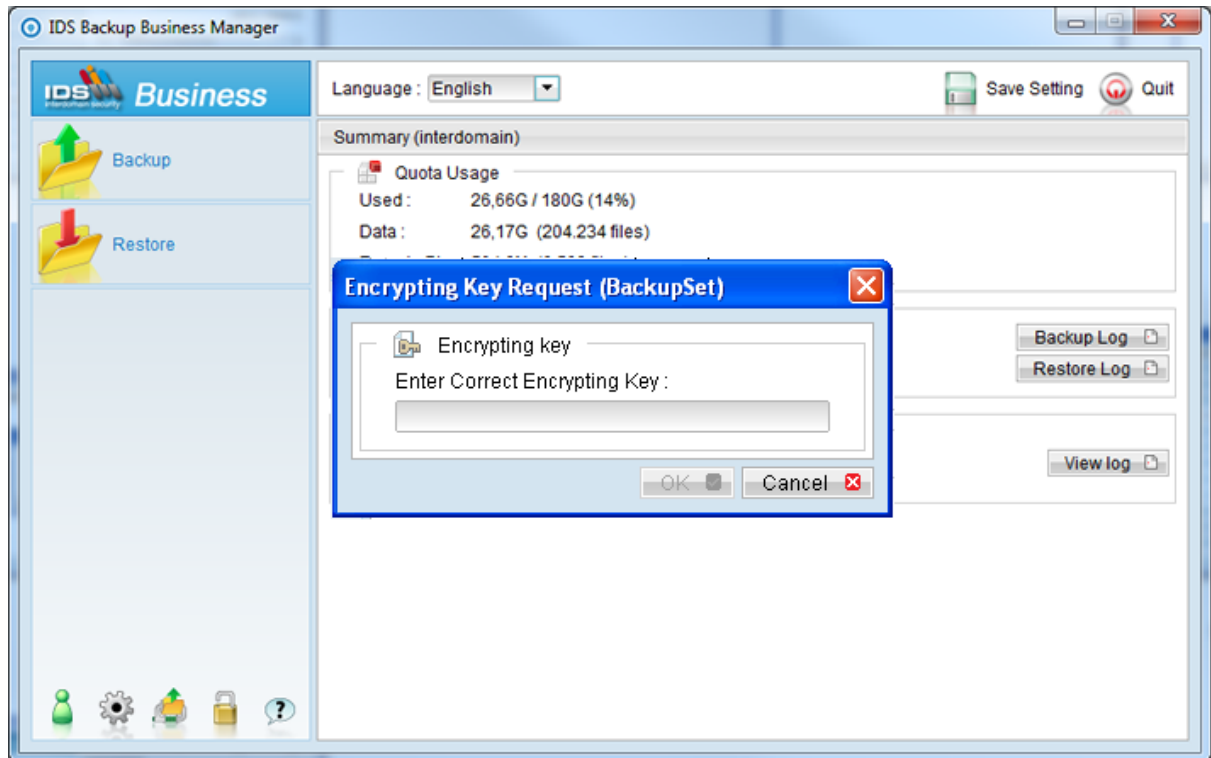 IDS Backup Business Manager
IDS Business
interdomain security
Language : English
Save Setting
Quit
Backup
Restore
Summary (interdomain)
Quota Usage
Used : 26,66G / 180G (14%)
Data : 26,17G (204.234 files)
Encrypting Key Request (BackupSet)
Encrypting key
Enter Correct Encrypting Key :
OK
Cancel
Backup Log
Restore Log
View log